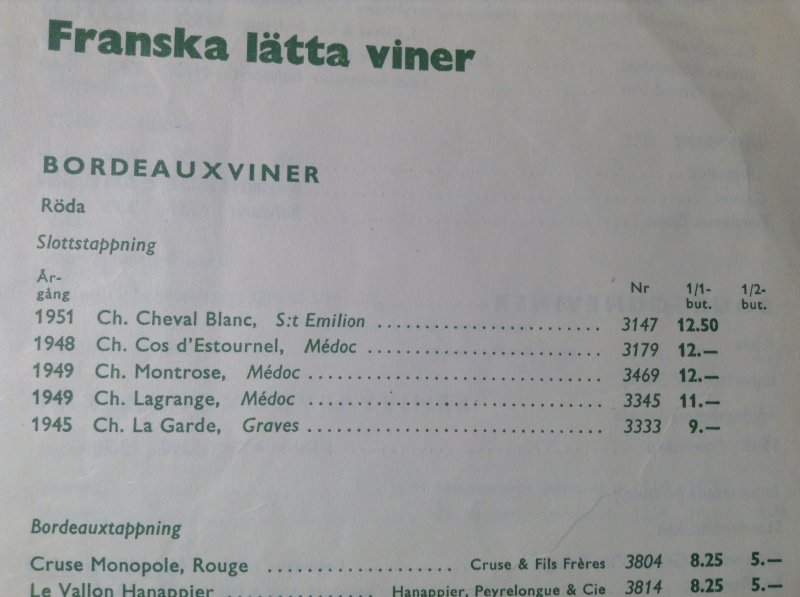 Franska lätta viner
BORDEAUXVINER
Röda
Slottstappning
År-
gång Nr 1/1-
but. 1/2-
but.
1951 Ch. Cheval Blanc, S:t Emilion ........................ 3147 12.50
1948 Ch. Cos d'Estournel, Médoc ........................ 3179 12.—
1949 Ch. Montrose, Médoc ................................ 3469 12.—
1949 Ch. Lagrange, Médoc ................................ 3345 11.—
1945 Ch. La Garde, Graves ................................ 3333 9.—
Bordeauxtappning
Cruse Monopole, Rouge .................... Cruse & Fils Frères 3804 8.25 5.—
Le Vallon Hanappier ................ Hanappier, Peyrelongue & Cie 3814 8.25 5.—